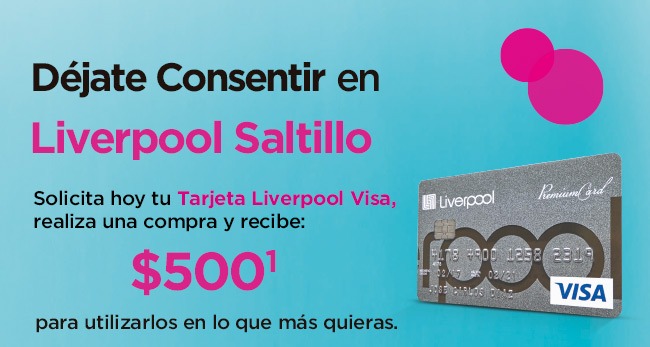 Déjate Consentir en
Liverpool Saltillo
Solicita hoy tu Tarjeta Liverpool Visa,
realiza una compra y recibe:
$500¹
para utilizarlos en lo que más quieras.
Liverpool PremiumCard
VISA